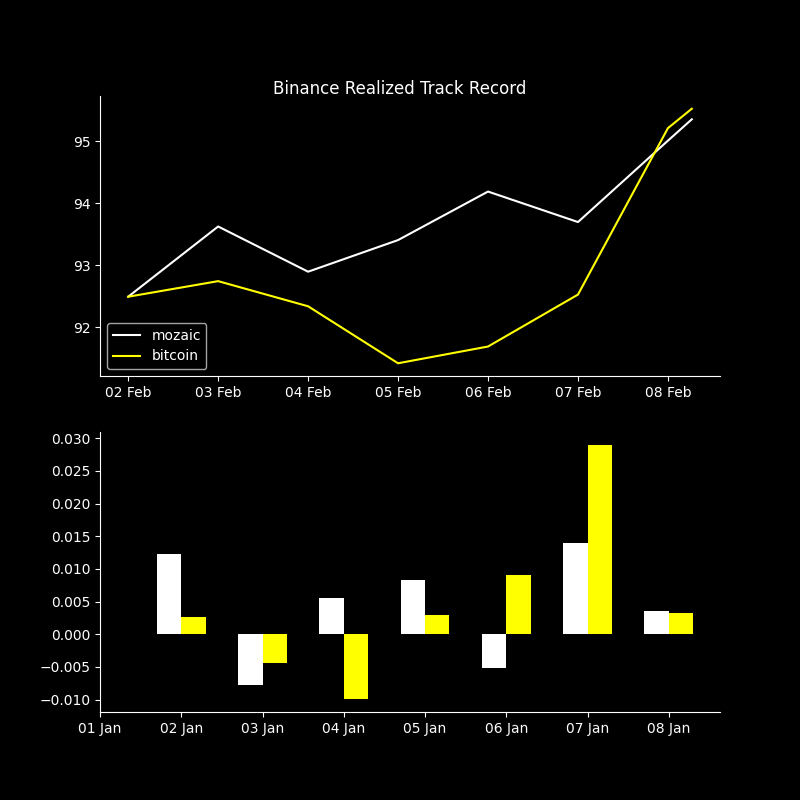 Binance Realized Track Record
95
94
93
92
mozaic
bitcoin
02 Feb 03 Feb 04 Feb 05 Feb 06 Feb 07 Feb 08 Feb
0.030
0.025
0.020
0.015
0.010
0.005
0.000
−0.005
−0.010
01 Jan 02 Jan 03 Jan 04 Jan 05 Jan 06 Jan 07 Jan 08 Jan